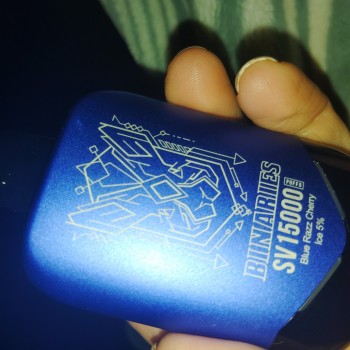 BINARIES
SV15000
PUFFS
Blue Razz Cherry
Ice 5%